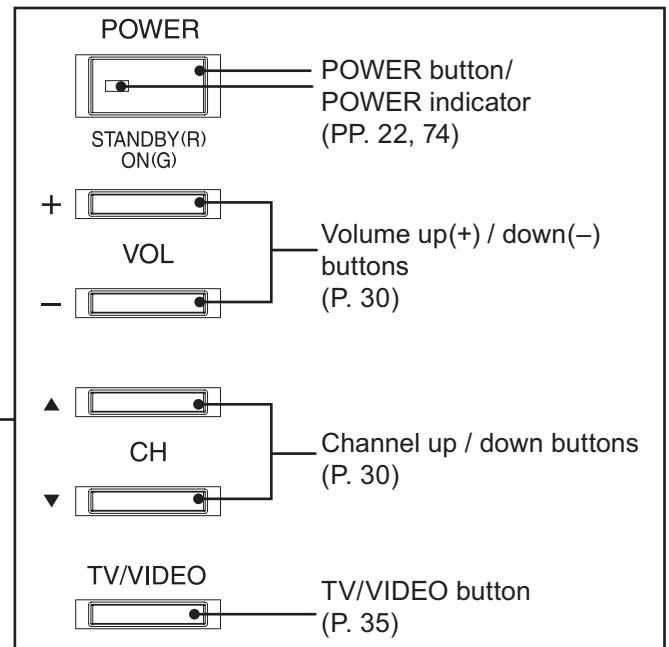 POWER
POWER button/
POWER indicator
(PP. 22, 74)
STANDBY(R)
ON(G)
+
VOL
–
Volume up(+) / down(–)
buttons
(P. 30)
▲
CH
▼
Channel up / down buttons
(P. 30)
TV/VIDEO
TV/VIDEO button
(P. 35)